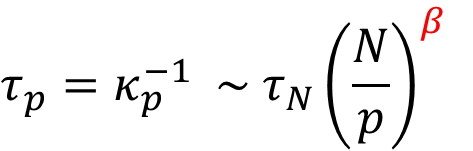 τ_p = κ_p^{-1} ∼ τ_N (N/p)^β